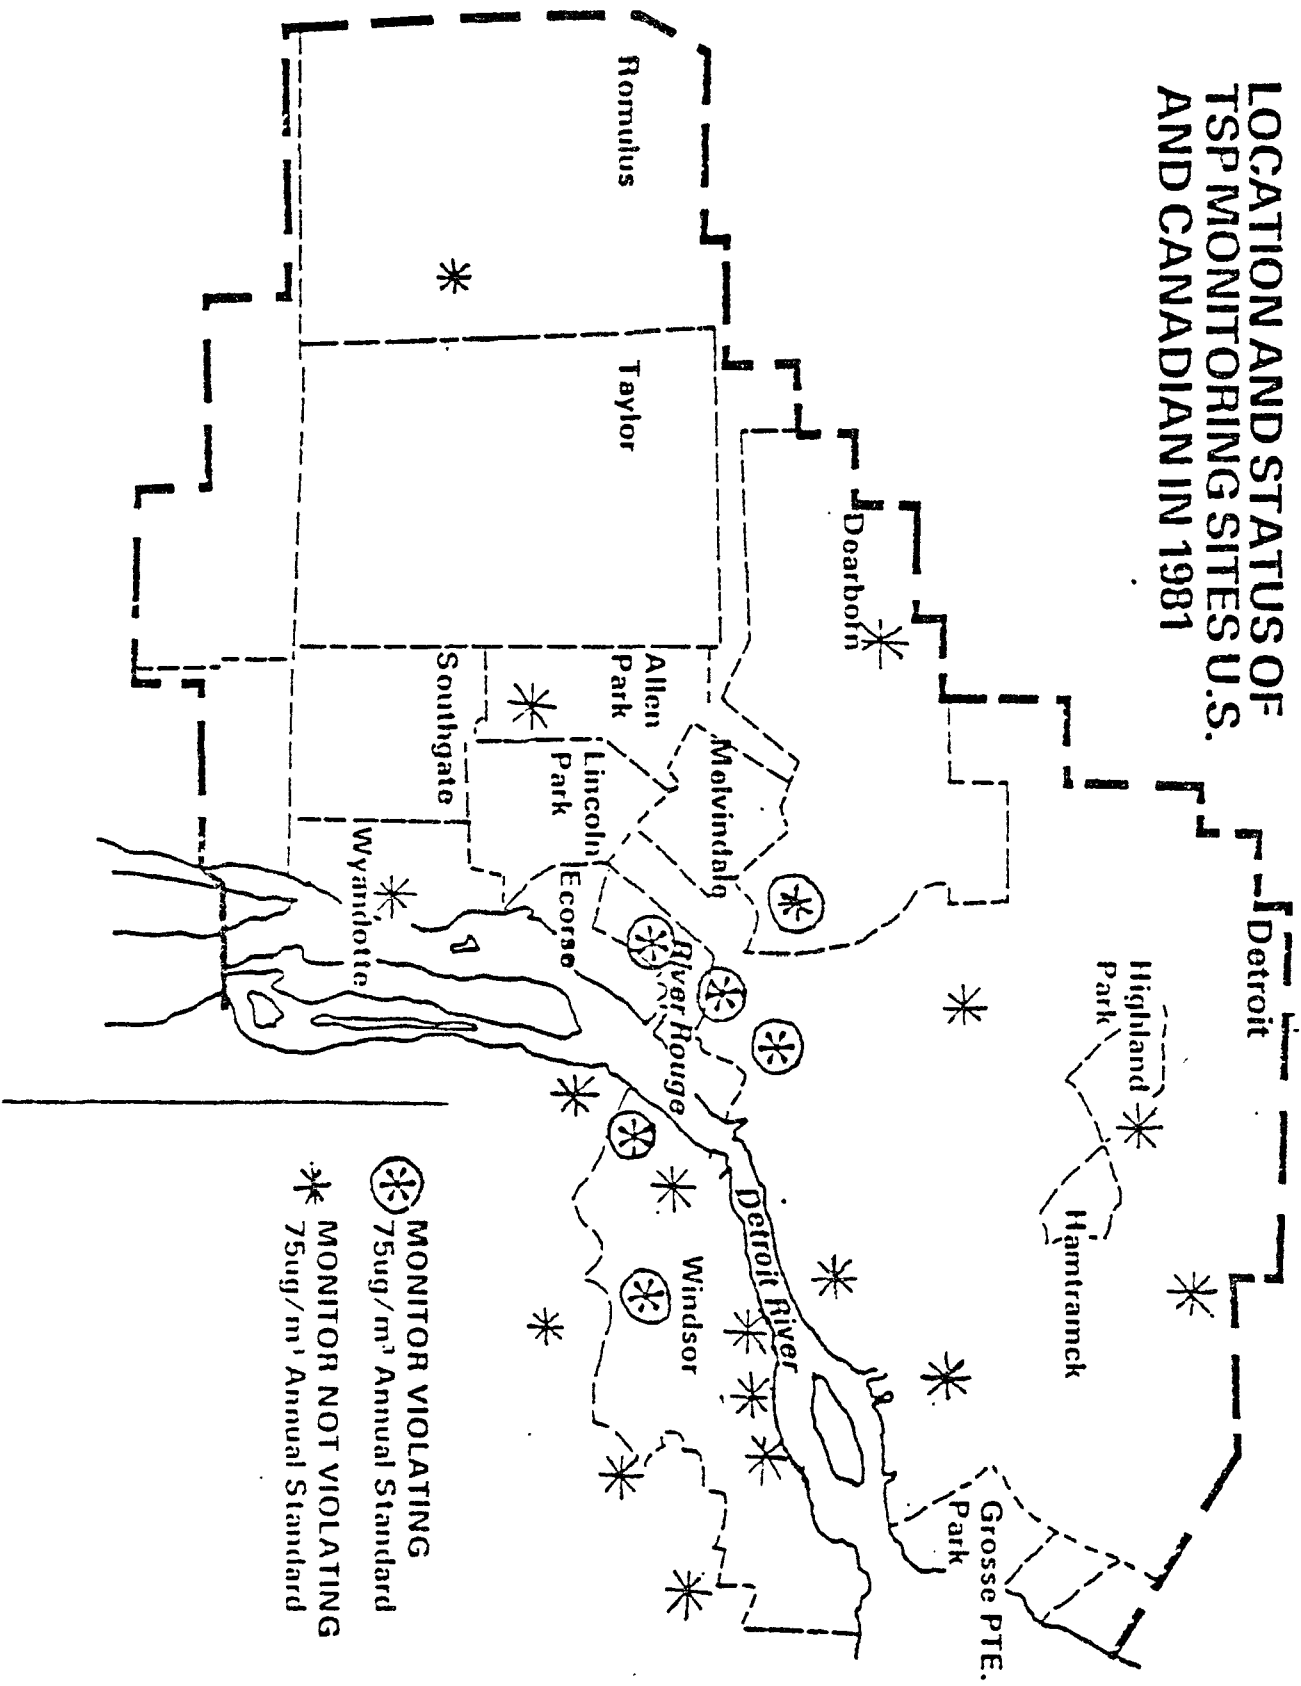 LOCATION AND STATUS OF
TSP MONITORING SITES U.S.
AND CANADIAN IN 1981
Detroit
Highland
Park
Hamtramck
Grosse PTE.
Park
Dearborn
Melvindale
River Rouge
Detroit River
Windsor
Romulus
Taylor
Allen
Park
Lincoln
Park
Ecorse
Southgate
Wyandotte
MONITOR VIOLATING
75ug/m³ Annual Standard
MONITOR NOT VIOLATING
75ug/m³ Annual Standard